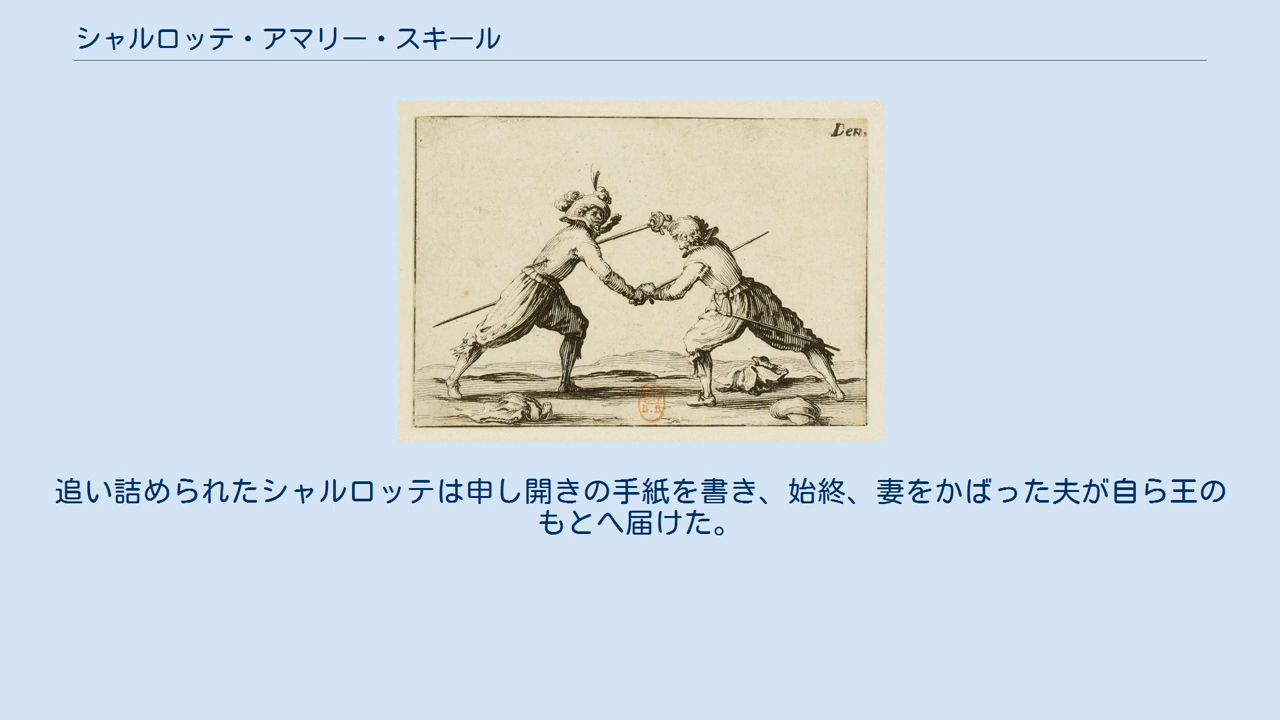 シャルロッテ・アマリー・スキール
Der.
B.R
追い詰められたシャルロッテは申し開きの手紙を書き、始終、妻をかばった夫が自ら王の
もとへ届けた。